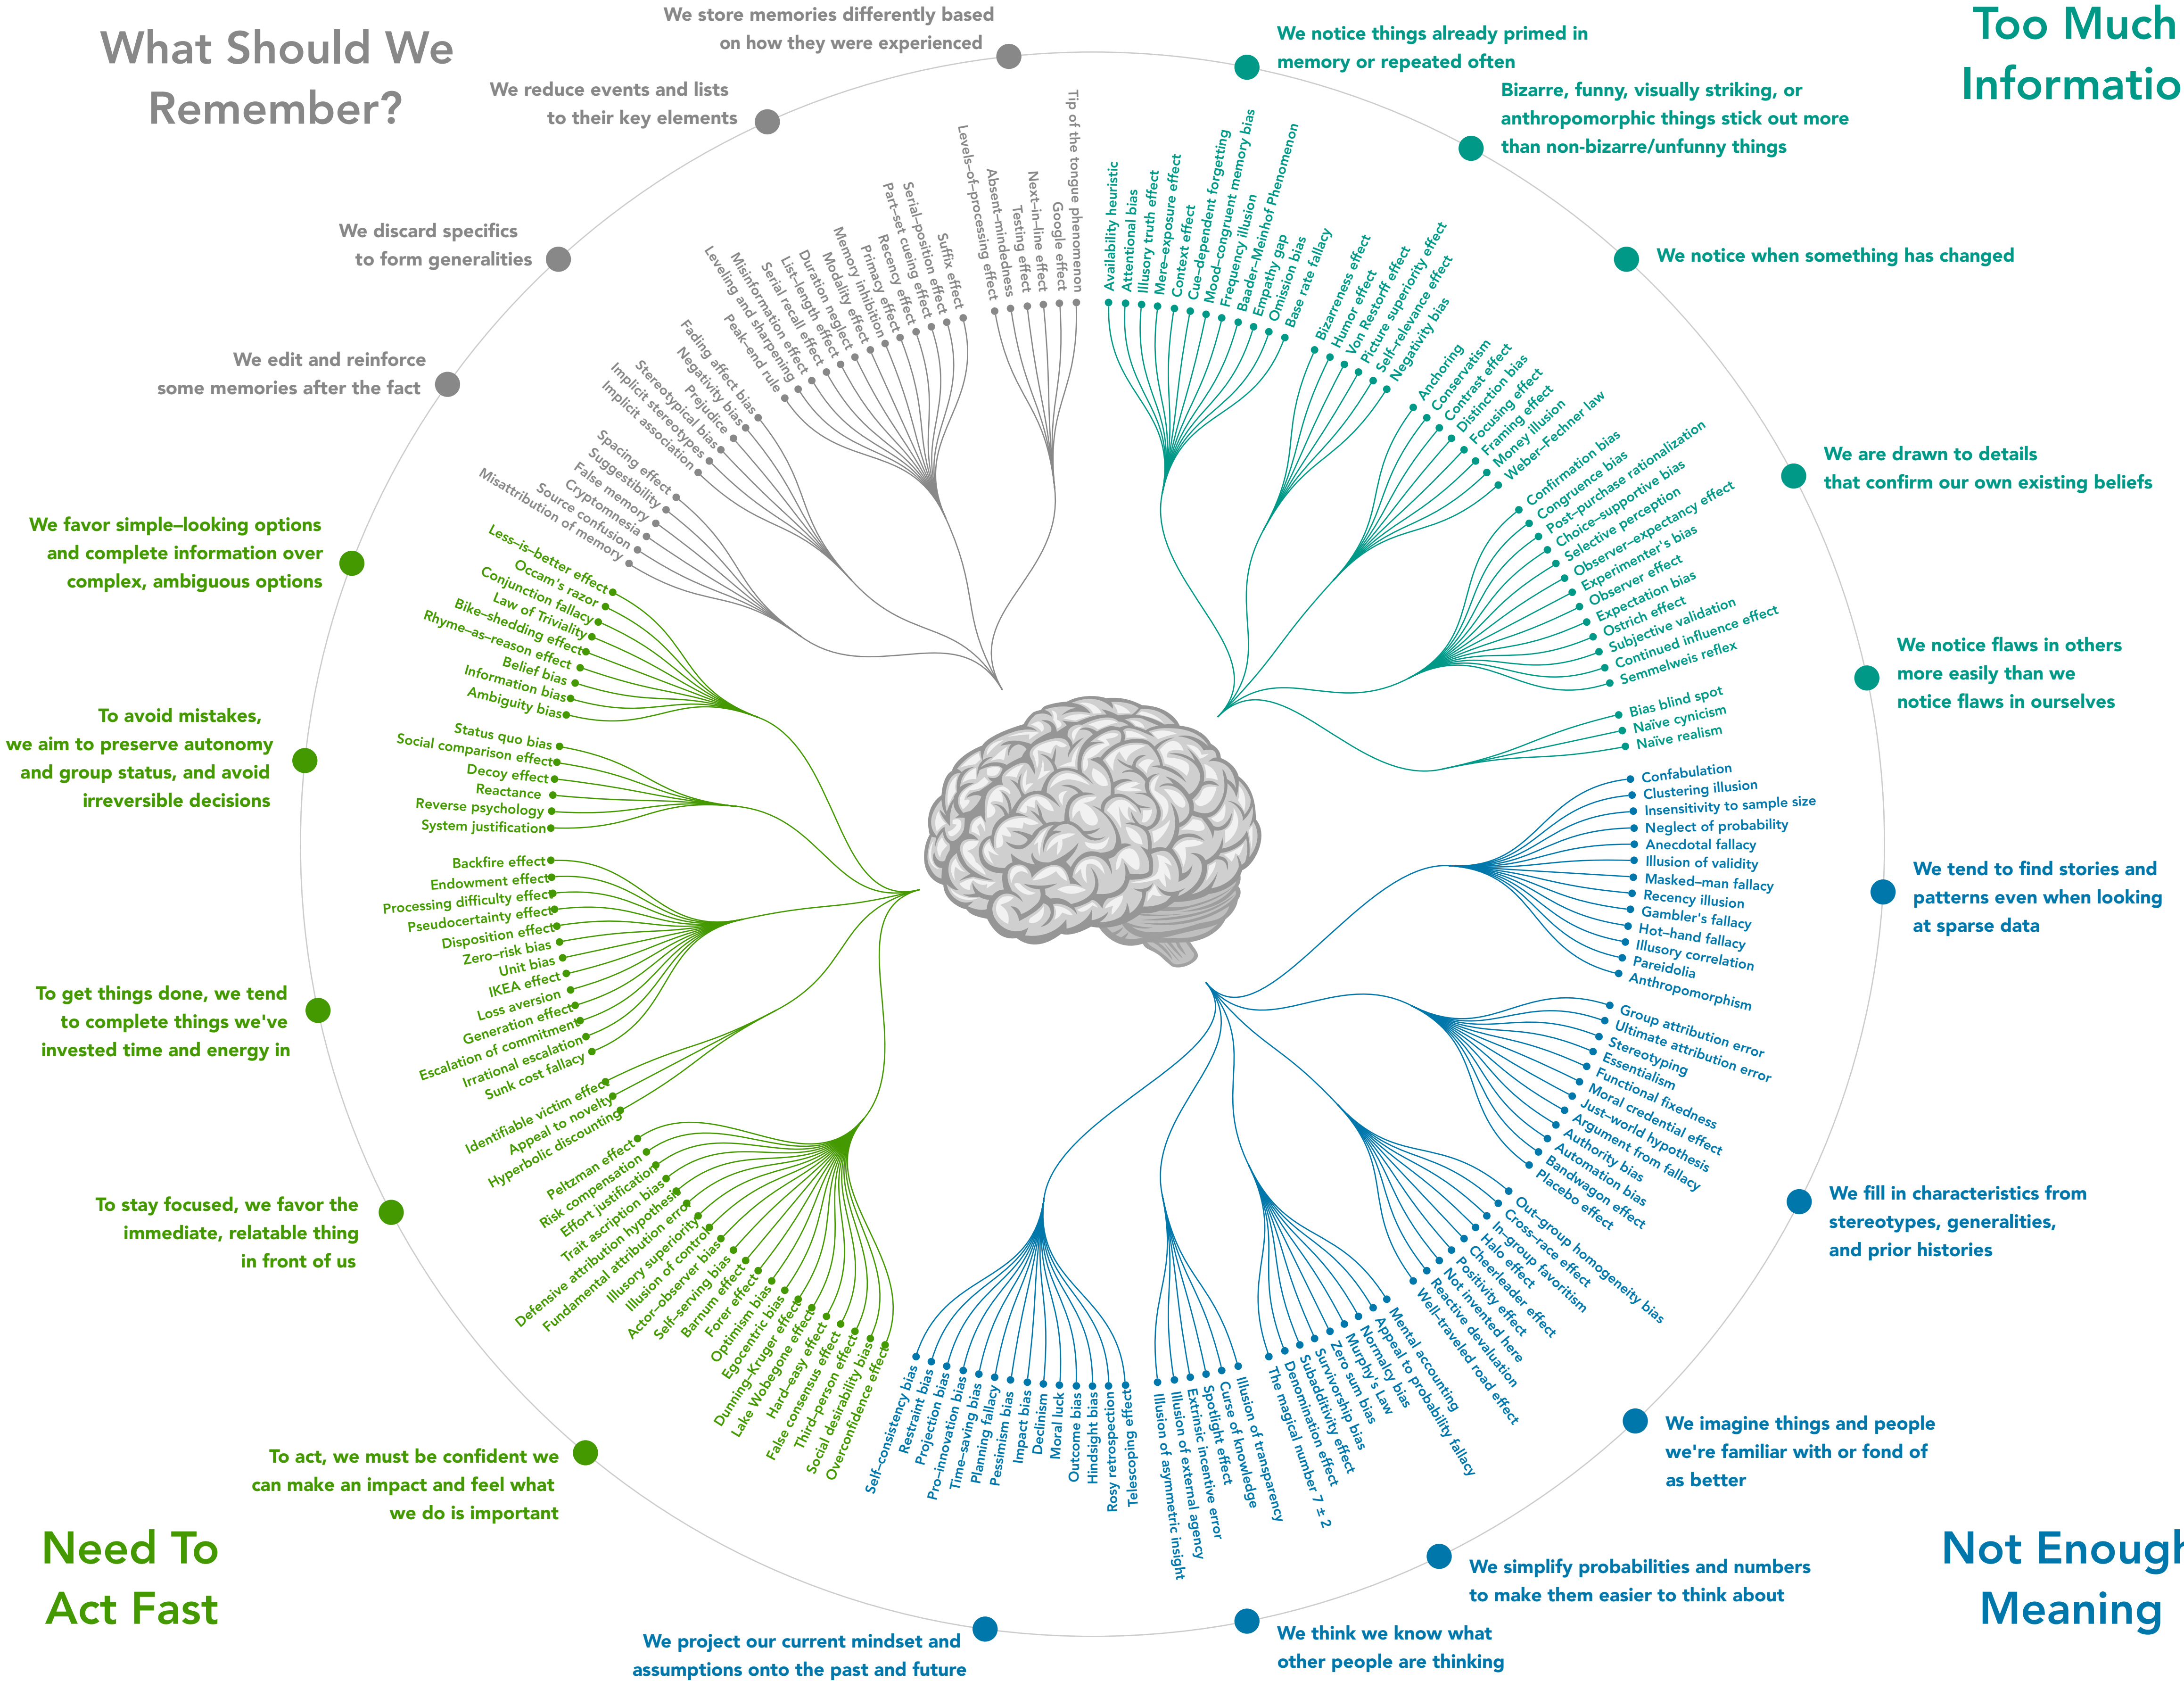 What Should We
Remember?
We store memories differently based
on how they were experienced
We reduce events and lists
to their key elements
We discard specifics
to form generalities
We edit and reinforce
some memories after the fact
Tip of the tongue phenomenon
Google effect
Next–in–line effect
Testing effect
Absent–mindedness
Levels–of–processing effect
Suffix effect
Serial–position effect
Part–set cueing effect
Recency effect
Primacy effect
Memory inhibition
Modality effect
Duration neglect
List–length effect
Serial recall effect
Misinformation effect
Leveling and sharpening
Peak–end rule
Fading affect bias
Negativity bias
Prejudice
Stereotypical bias
Implicit stereotypes
Implicit association
Spacing effect
Suggestibility
False memory
Cryptomnesia
Source confusion
Misattribution of memory
Too Much
Informatio
We notice things already primed in
memory or repeated often
Bizarre, funny, visually striking, or
anthropomorphic things stick out more
than non-bizarre/unfunny things
We notice when something has changed
We are drawn to details
that confirm our own existing beliefs
We notice flaws in others
more easily than we
notice flaws in ourselves
Availability heuristic
Attentional bias
Illusory truth effect
Mere–exposure effect
Context effect
Cue–dependent forgetting
Mood–congruent memory bias
Frequency illusion
Baader–Meinhof Phenomenon
Empathy gap
Omission bias
Base rate fallacy
Bizarreness effect
Humor effect
Von Restorff effect
Picture superiority effect
Self–relevance effect
Negativity bias
Anchoring
Conservatism
Contrast effect
Distinction bias
Focusing effect
Framing effect
Money illusion
Weber–Fechner law
Confirmation bias
Congruence bias
Post–purchase rationalization
Choice–supportive bias
Selective perception
Observer–expectancy effect
Experimenter's bias
Observer effect
Expectation bias
Ostrich effect
Subjective validation
Continued influence effect
Semmelweis reflex
Bias blind spot
Naïve cynicism
Naïve realism
We tend to find stories and
patterns even when looking
at sparse data
We fill in characteristics from
stereotypes, generalities,
and prior histories
We imagine things and people
we're familiar with or fond of
as better
We simplify probabilities and numbers
to make them easier to think about
We think we know what
other people are thinking
We project our current mindset and
assumptions onto the past and future
Not Enough
Meaning
Confabulation
Clustering illusion
Insensitivity to sample size
Neglect of probability
Anecdotal fallacy
Illusion of validity
Masked–man fallacy
Recency illusion
Gambler's fallacy
Hot–hand fallacy
Illusory correlation
Pareidolia
Anthropomorphism
Group attribution error
Ultimate attribution error
Stereotyping
Essentialism
Functional fixedness
Moral credential effect
Just–world hypothesis
Argument from fallacy
Authority bias
Automation bias
Bandwagon effect
Placebo effect
Out–group homogeneity bias
Cross–race effect
In–group favoritism
Halo effect
Cheerleader effect
Positivity effect
Not invented here
Reactive devaluation
Well–traveled road effect
Mental accounting
Appeal to probability fallacy
Normalcy bias
Murphy's Law
Zero sum bias
Survivorship bias
Subadditivity effect
Denomination effect
The magical number 7 ± 2
Illusion of transparency
Curse of knowledge
Spotlight effect
Extrinsic incentive error
Illusion of external agency
Illusion of asymmetric insight
Telescoping effect
Rosy retrospection
Hindsight bias
Outcome bias
Moral luck
Declinism
Impact bias
Pessimism bias
Planning fallacy
Time–saving bias
Pro–innovation bias
Projection bias
Restraint bias
Self–consistency bias
We favor simple–looking options
and complete information over
complex, ambiguous options
To avoid mistakes,
we aim to preserve autonomy
and group status, and avoid
irreversible decisions
To get things done, we tend
to complete things we've
invested time and energy in
To stay focused, we favor the
immediate, relatable thing
in front of us
To act, we must be confident we
can make an impact and feel what
we do is important
Need To
Act Fast
Less–is–better effect
Occam's razor
Conjunction fallacy
Law of Triviality
Bike–shedding effect
Rhyme–as–reason effect
Belief bias
Information bias
Ambiguity bias
Status quo bias
Social comparison effect
Decoy effect
Reactance
Reverse psychology
System justification
Backfire effect
Endowment effect
Processing difficulty effect
Pseudocertainty effect
Disposition effect
Zero–risk bias
Unit bias
IKEA effect
Loss aversion
Generation effect
Escalation of commitment
Irrational escalation
Sunk cost fallacy
Identifiable victim effect
Appeal to novelty
Hyperbolic discounting
Peltzman effect
Risk compensation
Effort justification
Trait ascription bias
Defensive attribution hypothesis
Fundamental attribution error
Illusory superiority
Illusion of control
Actor–observer bias
Self–serving bias
Barnum effect
Forer effect
Optimism bias
Egocentric bias
Dunning–Kruger effect
Lake Wobegone effect
Hard–easy effect
False consensus effect
Third–person effect
Social desirability bias
Overconfidence effect